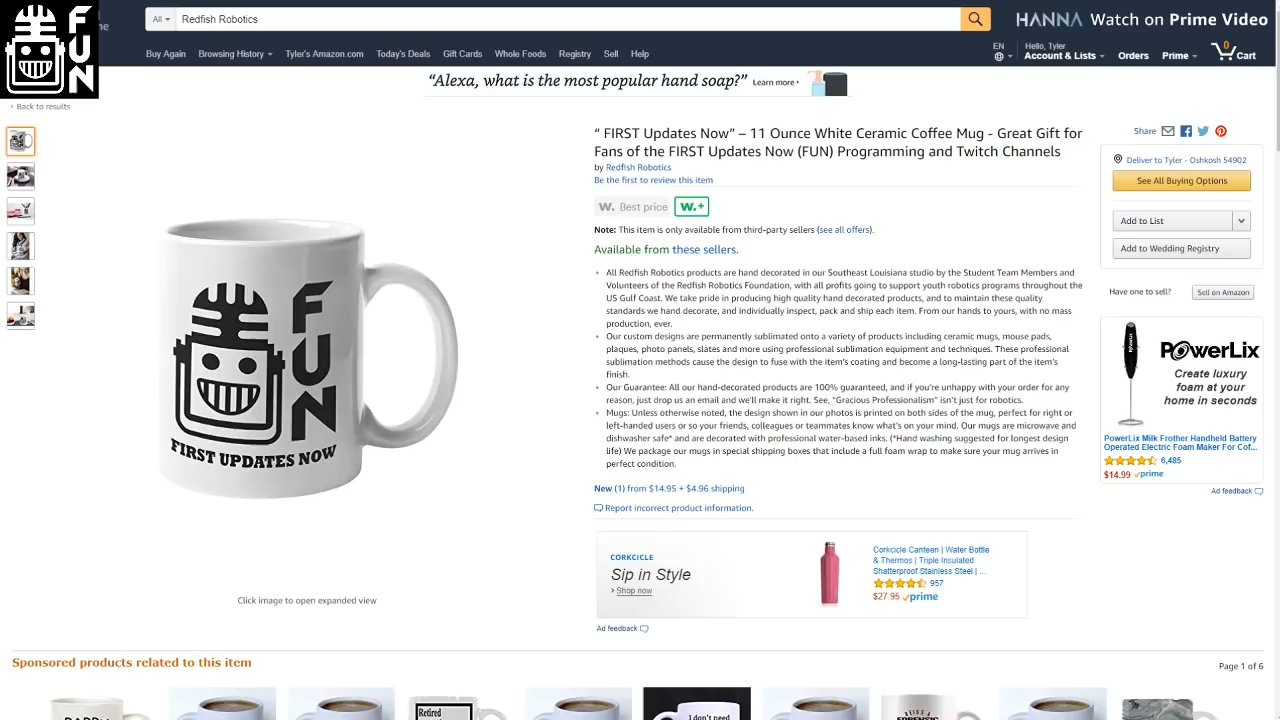 FUN
me
All
Redfish Robotics
HANNA Watch on Prime Video
Buy Again
Browsing History
Tyler's Amazon.com
Today's Deals
Gift Cards
Whole Foods
Registry
Sell
Help
EN
Hello, Tyler
Account & Lists
Orders
Prime
0
Cart
“Alexa, what is the most popular hand soap?”
Learn more ›
‹ Back to results
“ FIRST Updates Now” – 11 Ounce White Ceramic Coffee Mug - Great Gift for
Fans of the FIRST Updates Now (FUN) Programming and Twitch Channels
by Redfish Robotics
Be the first to review this item
W. Best price
W.+
Note: This item is only available from third-party sellers (see all offers).
Available from these sellers.
• All Redfish Robotics products are hand decorated in our Southeast Louisiana studio by the Student Team Members and
Volunteers of the Redfish Robotics Foundation, with all profits going to support youth robotics programs throughout the
US Gulf Coast. We take pride in producing high quality hand decorated products, and to maintain these quality
standards we hand decorate, and individually inspect, pack and ship each item. From our hands to yours, with no mass
production, ever.
• Our custom designs are permanently sublimated onto a variety of products including ceramic mugs, mouse pads,
plaques, photo panels, slates and more using professional sublimation equipment and techniques. These professional
sublimation methods cause the design to fuse with the item's coating and become a long-lasting part of the item's
finish.
• Our Guarantee: All our hand-decorated products are 100% guaranteed, and if you're unhappy with your order for any
reason, just drop us an email and we'll make it right. See, “Gracious Professionalism” isn't just for robotics.
• Mugs: Unless otherwise noted, the design shown in our photos is printed on both sides of the mug, perfect for right or
left-handed users or so your friends, colleagues or teammates know what's on your mind. Our mugs are microwave and
dishwasher safe* and are decorated with professional water-based inks. (*Hand washing suggested for longest design
life) We package our mugs in special shipping boxes that include a full foam wrap to make sure your mug arrives in
perfect condition.
New (1) from $14.95 + $4.96 shipping
Report incorrect product information.
FUN
FIRST UPDATES NOW
Click image to open expanded view
Share
Deliver to Tyler - Oshkosh 54902
See All Buying Options
Add to List
Add to Wedding Registry
Have one to sell?
Sell on Amazon
POWERLIX
PowerLix
Create luxury
foam at your
home in seconds
PowerLix Milk Frother Handheld Battery
Operated Electric Foam Maker For Cof...
6,485
$14.99 prime
Ad feedback
CORKCICLE
Sip in Style
› Shop now
Corkcicle Canteen | Water Bottle
& Thermos | Triple Insulated
Shatterproof Stainless Steel | ...
957
$27.95 prime
Ad feedback
Sponsored products related to this item
Page 1 of 6
Retired
I don't need
BEING A